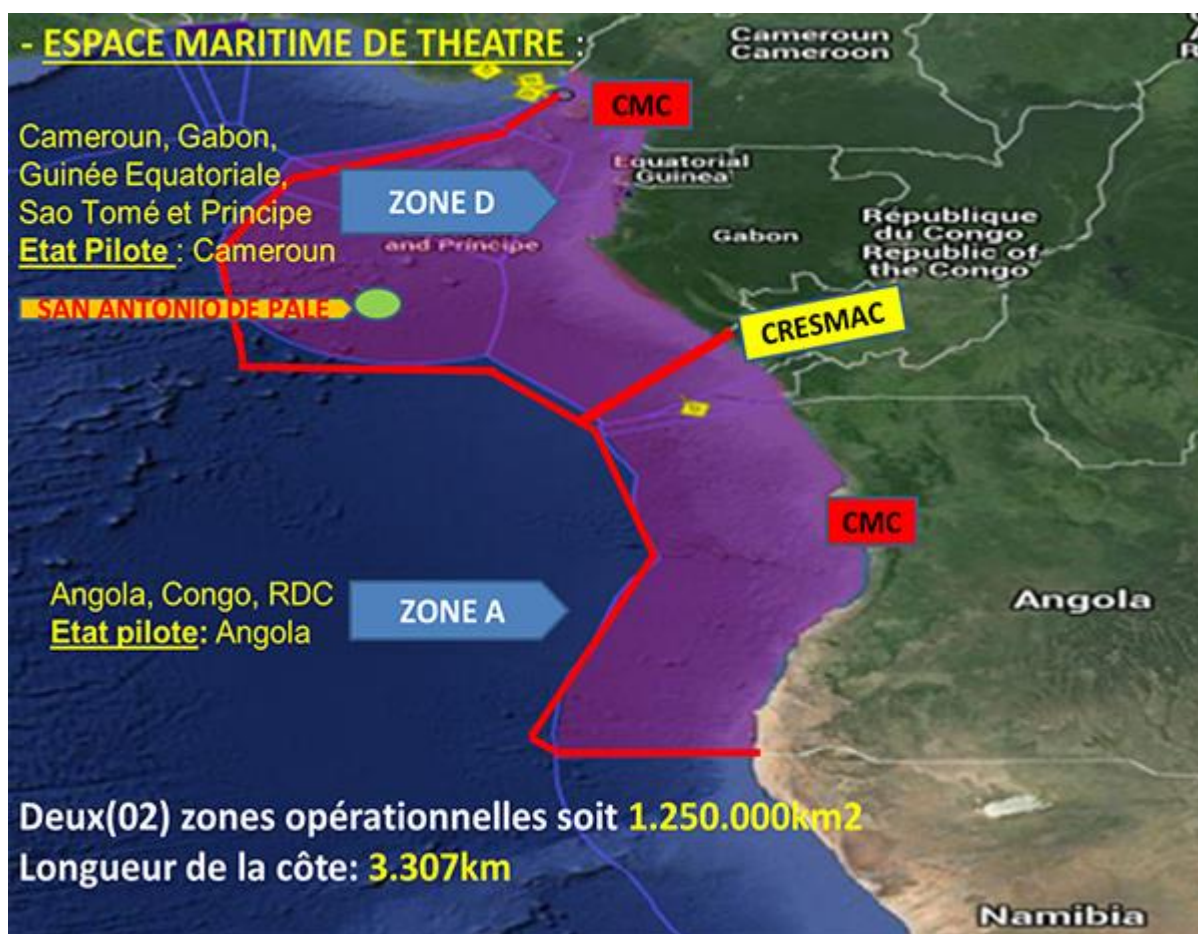 - ESPACE MARITIME DE THEATRE :
Cameroun
Cameroon
CMC
Cameroun, Gabon,
Guinée Equatoriale,
Sao Tomé et Principe
Etat Pilote : Cameroun
ZONE D
Equatorial
Guinea
and Principe
Gabon
République
du Congo
Republic of
the Congo
SAN ANTONIO DE PALE
CRESMAC
CMC
Angola, Congo, RDC
Etat pilote: Angola
ZONE A
Angola
Deux(02) zones opérationnelles soit 1.250.000km2
Longueur de la côte: 3.307km
Namibia